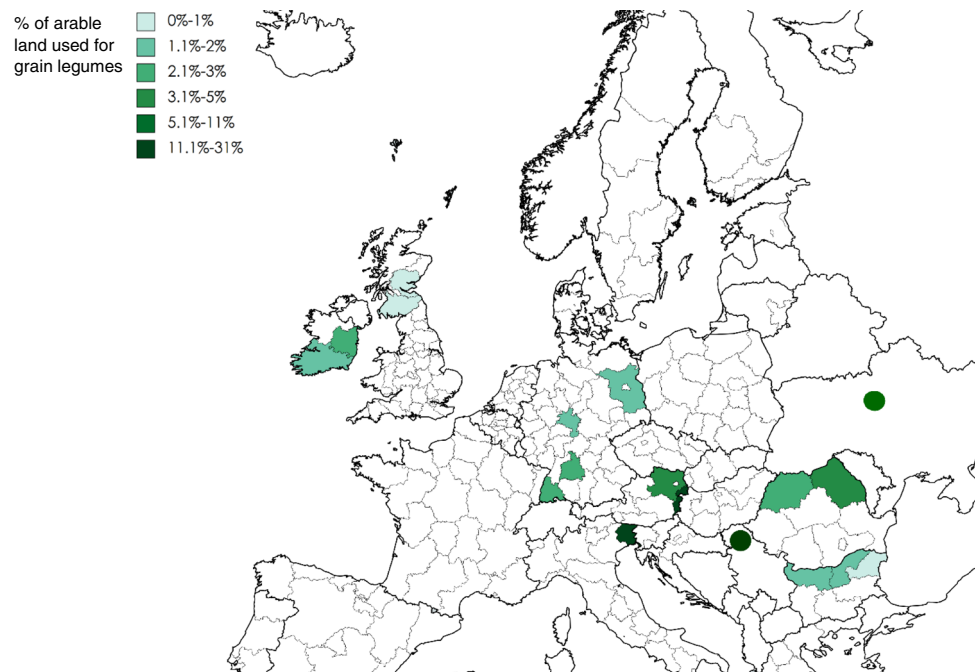 % of arable
land used for
grain legumes
0%-1%
1.1%-2%
2.1%-3%
3.1%-5%
5.1%-11%
11.1%-31%